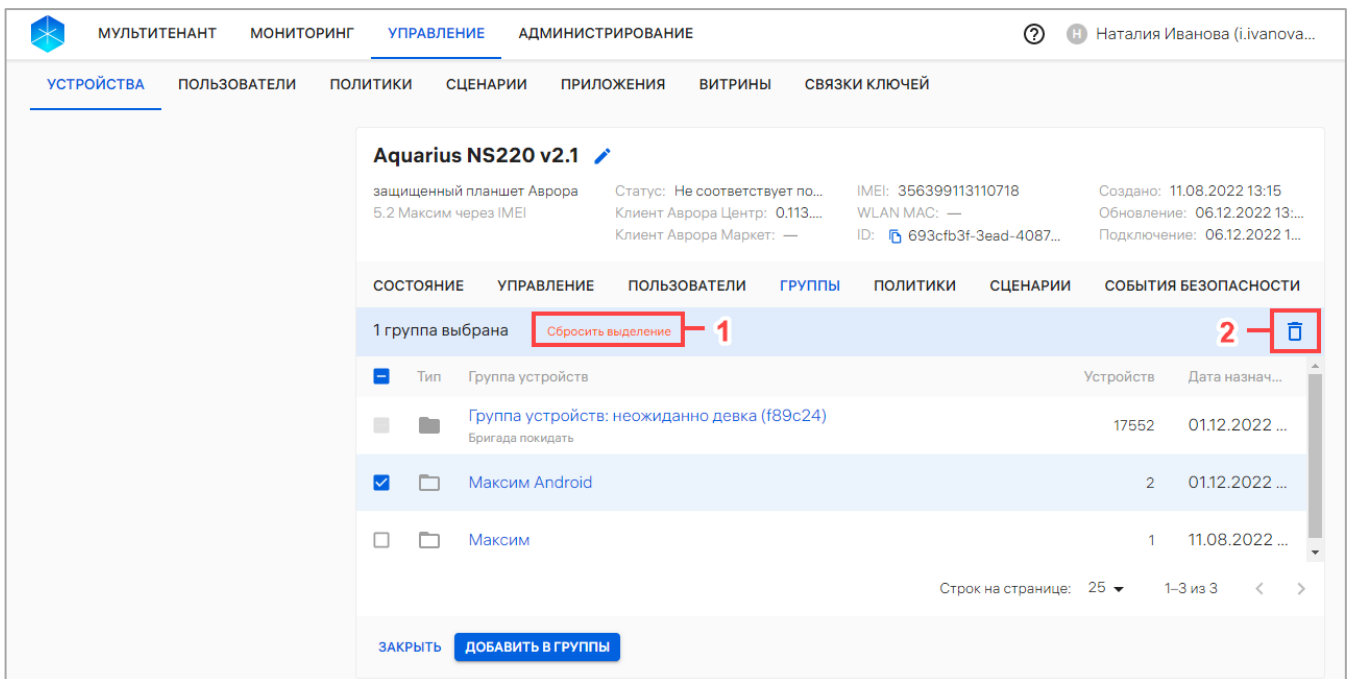 МУЛЬТИТЕНАНТ МОНИТОРИНГ УПРАВЛЕНИЕ АДМИНИСТРИРОВАНИЕ ? Н Наталия Иванова (i.ivanova...
УСТРОЙСТВА ПОЛЬЗОВАТЕЛИ ПОЛИТИКИ СЦЕНАРИИ ПРИЛОЖЕНИЯ ВИТРИНЫ СВЯЗКИ КЛЮЧЕЙ
Aquarius NS220 v2.1
защищенный планшет Аврора Статус: Не соответствует по... IMEI: 356399113110718 Создано: 11.08.2022 13:15
5.2 Максим через IMEI Клиент Аврора Центр: 0.113.... WLAN MAC: — Обновление: 06.12.2022 13:...
Клиент Аврора Маркет: — ID: 693cfb3f-3ead-4087... Подключение: 06.12.2022 1...
СОСТОЯНИЕ УПРАВЛЕНИЕ ПОЛЬЗОВАТЕЛИ ГРУППЫ ПОЛИТИКИ СЦЕНАРИИ СОБЫТИЯ БЕЗОПАСНОСТИ
1 группа выбрана Сбросить выделение 1 2
Тип Группа устройств Устройств Дата назнач...
Группа устройств: неожиданно девка (f89c24) 17552 01.12.2022 ...
Бригада покидать
Максим Android 2 01.12.2022 ...
Максим 1 11.08.2022 ...
Строк на странице: 25 1–3 из 3
ЗАКРЫТЬ ДОБАВИТЬ В ГРУППЫ